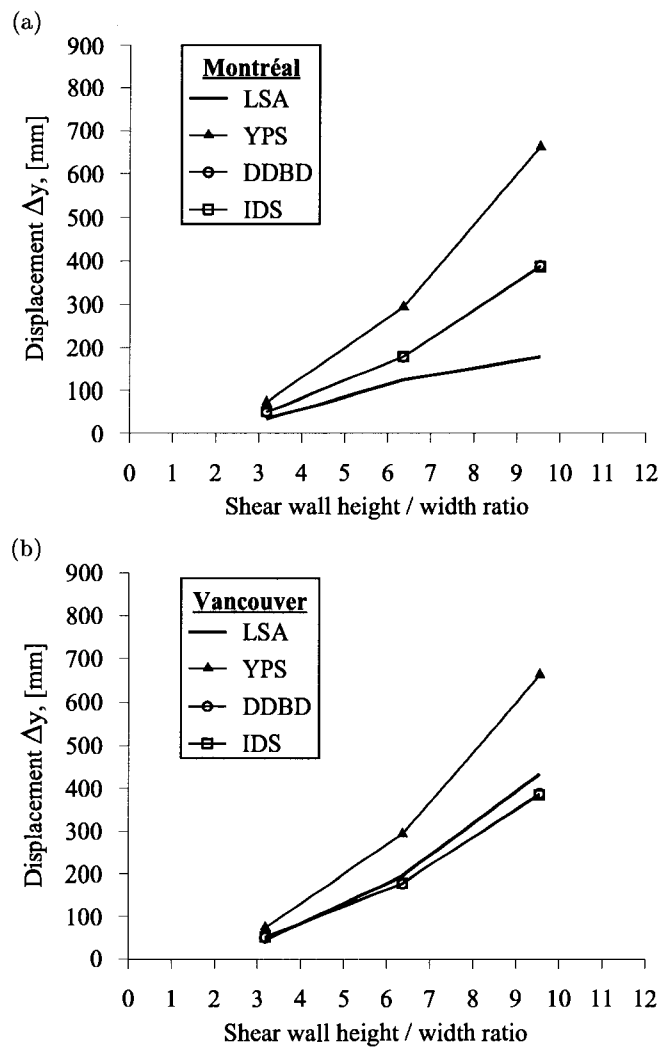 (a)
900
800
700
600
500
400
300
200
100
0
Displacement Δy, [mm]
Montréal
LSA
YPS
DDBD
IDS
0 1 2 3 4 5 6 7 8 9 10 11 12
Shear wall height / width ratio
(b)
900
800
700
600
500
400
300
200
100
0
Displacement Δy, [mm]
Vancouver
LSA
YPS
DDBD
IDS
0 1 2 3 4 5 6 7 8 9 10 11 12
Shear wall height / width ratio